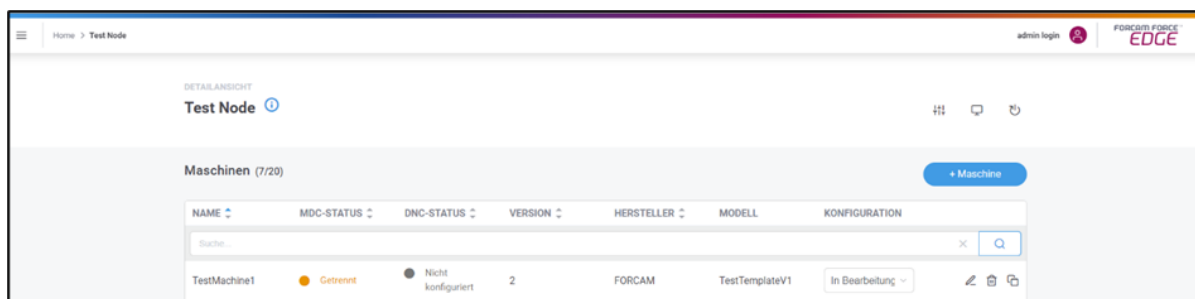 Home > Test Node
admin login
FORCAM FORCE™
EDGE
DETAILANSICHT
Test Node
Maschinen (7/20)
+ Maschine
NAME MDC-STATUS DNC-STATUS VERSION HERSTELLER MODELL KONFIGURATION
Suche...
TestMachine1 Getrennt Nicht konfiguriert 2 FORCAM TestTemplateV1 In Bearbeitung